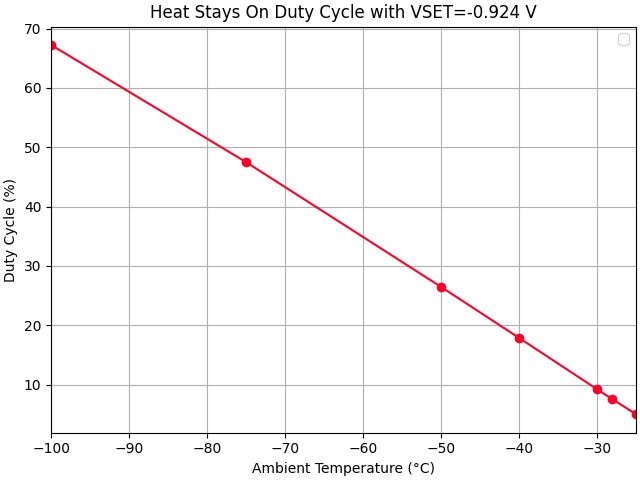 Heat Stays On Duty Cycle with VSET=-0.924 V
70
60
50
40
30
20
10
Duty Cycle (%)
−100 −90 −80 −70 −60 −50 −40 −30
Ambient Temperature (°C)